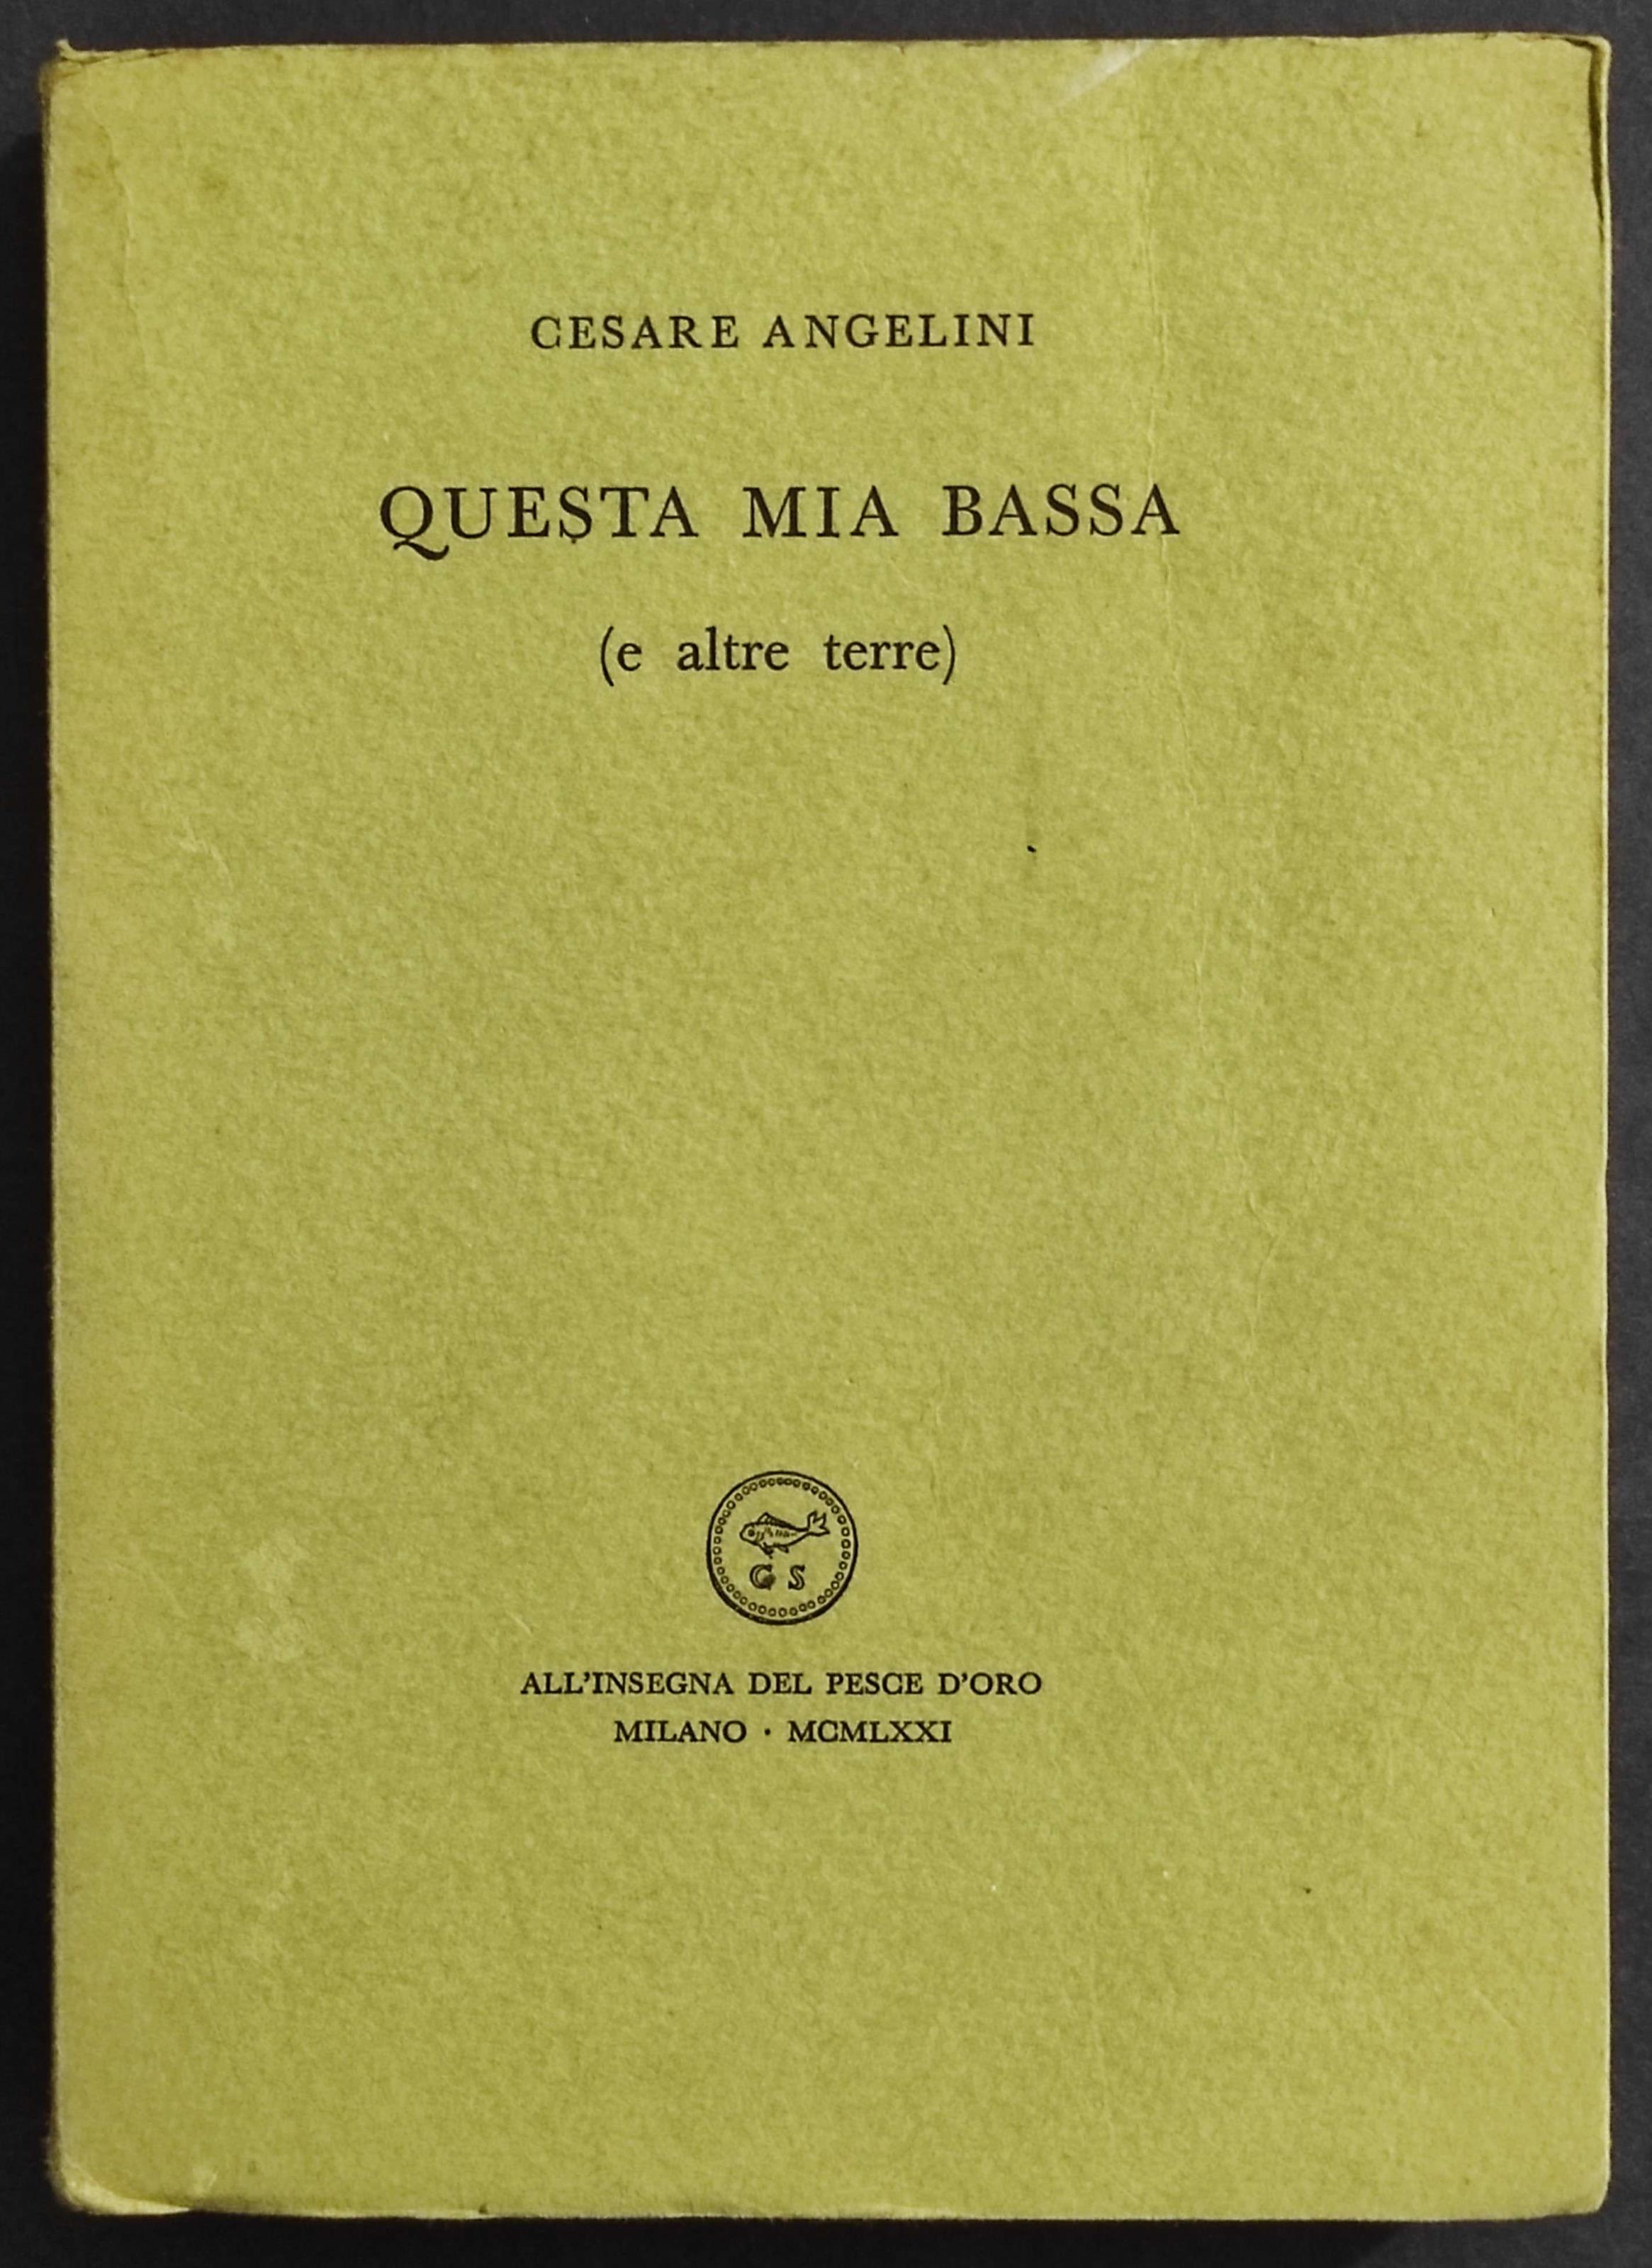 CESARE ANGELINI
QUESTA MIA BASSA
(e altre terre)
G S
ALL'INSEGNA DEL PESCE D'ORO
MILANO · MCMLXXI